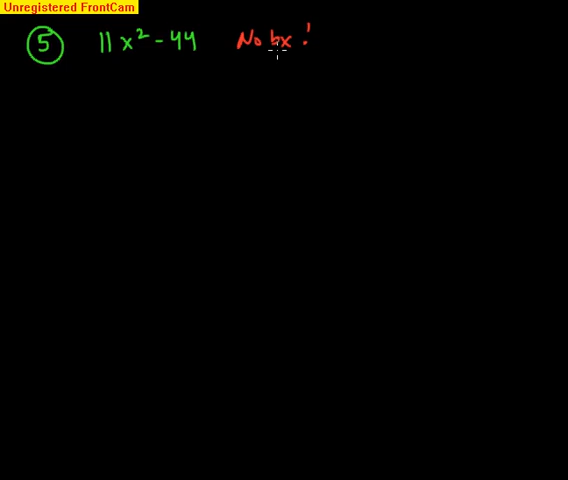 Unregistered FrontCam
5 11x² - 44 No bx !